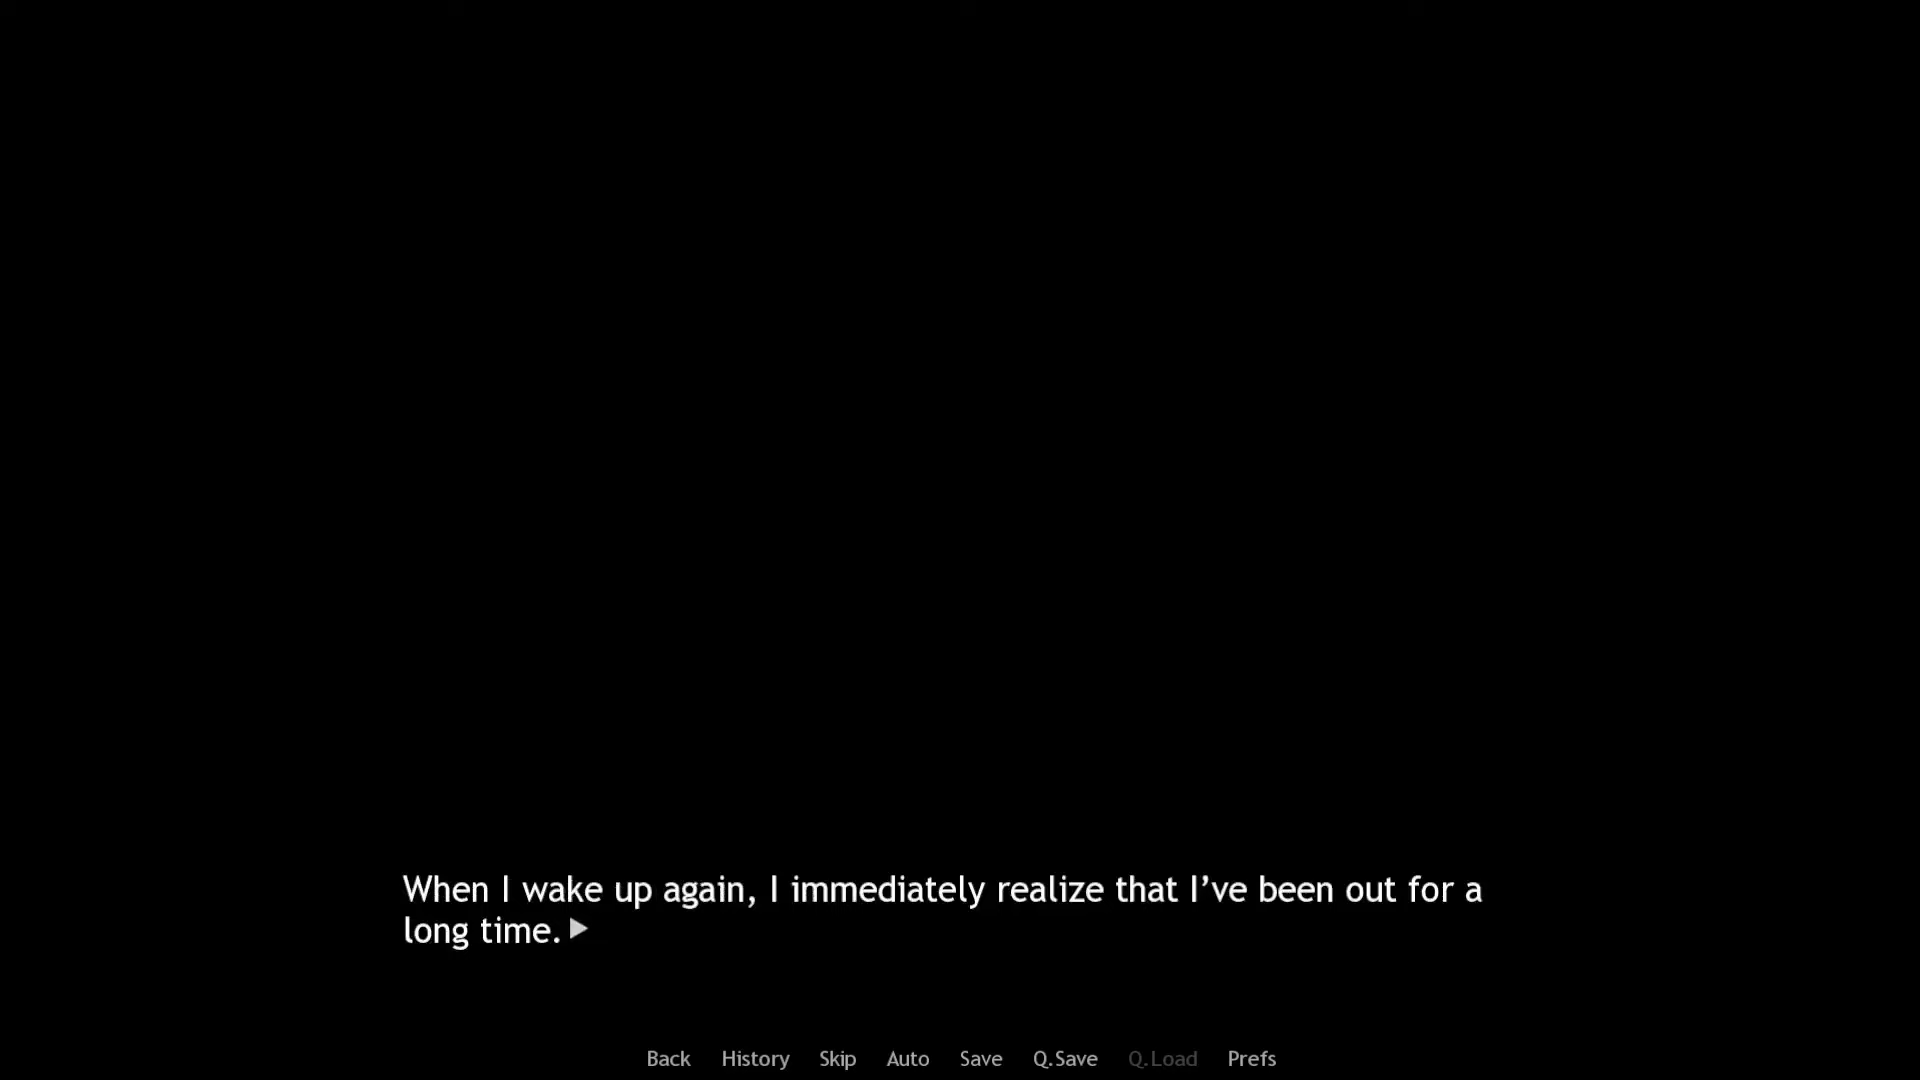 When I wake up again, I immediately realize that I’ve been out for a
long time.
Back History Skip Auto Save Q.Save Q.Load Prefs